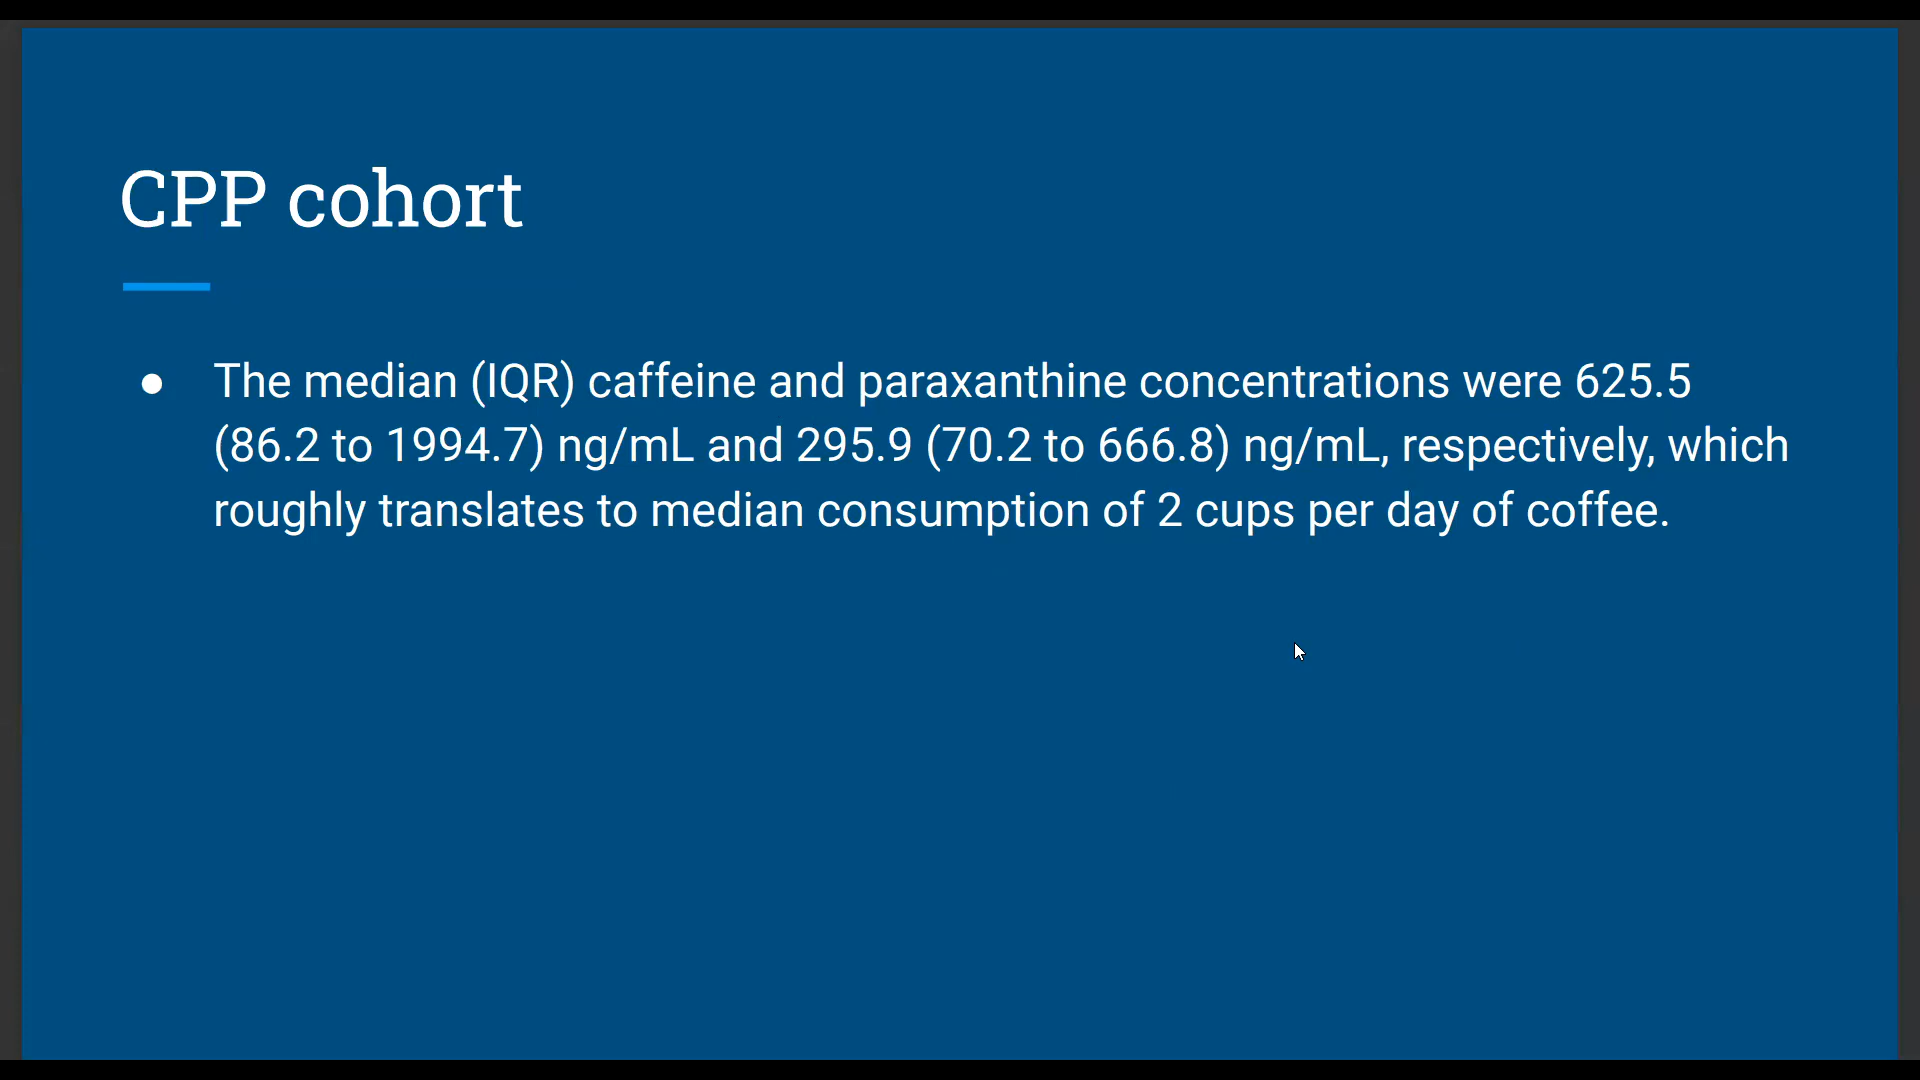 CPP cohort
● The median (IQR) caffeine and paraxanthine concentrations were 625.5
(86.2 to 1994.7) ng/mL and 295.9 (70.2 to 666.8) ng/mL, respectively, which
roughly translates to median consumption of 2 cups per day of coffee.